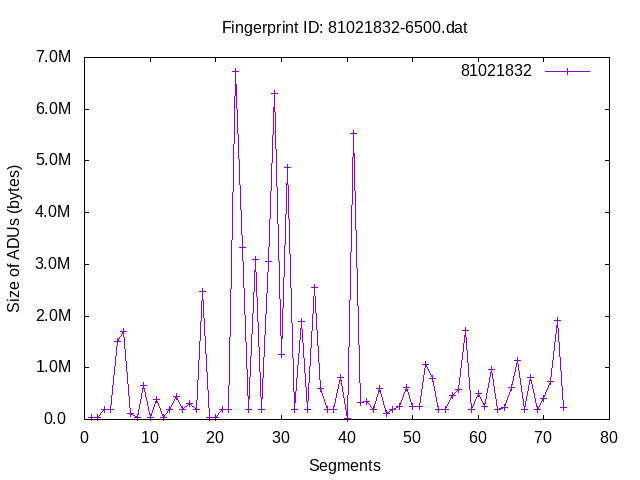 Fingerprint ID: 81021832-6500.dat
81021832
7.0M
6.0M
5.0M
4.0M
3.0M
2.0M
1.0M
0.0
Size of ADUs (bytes)
0 10 20 30 40 50 60 70 80
Segments